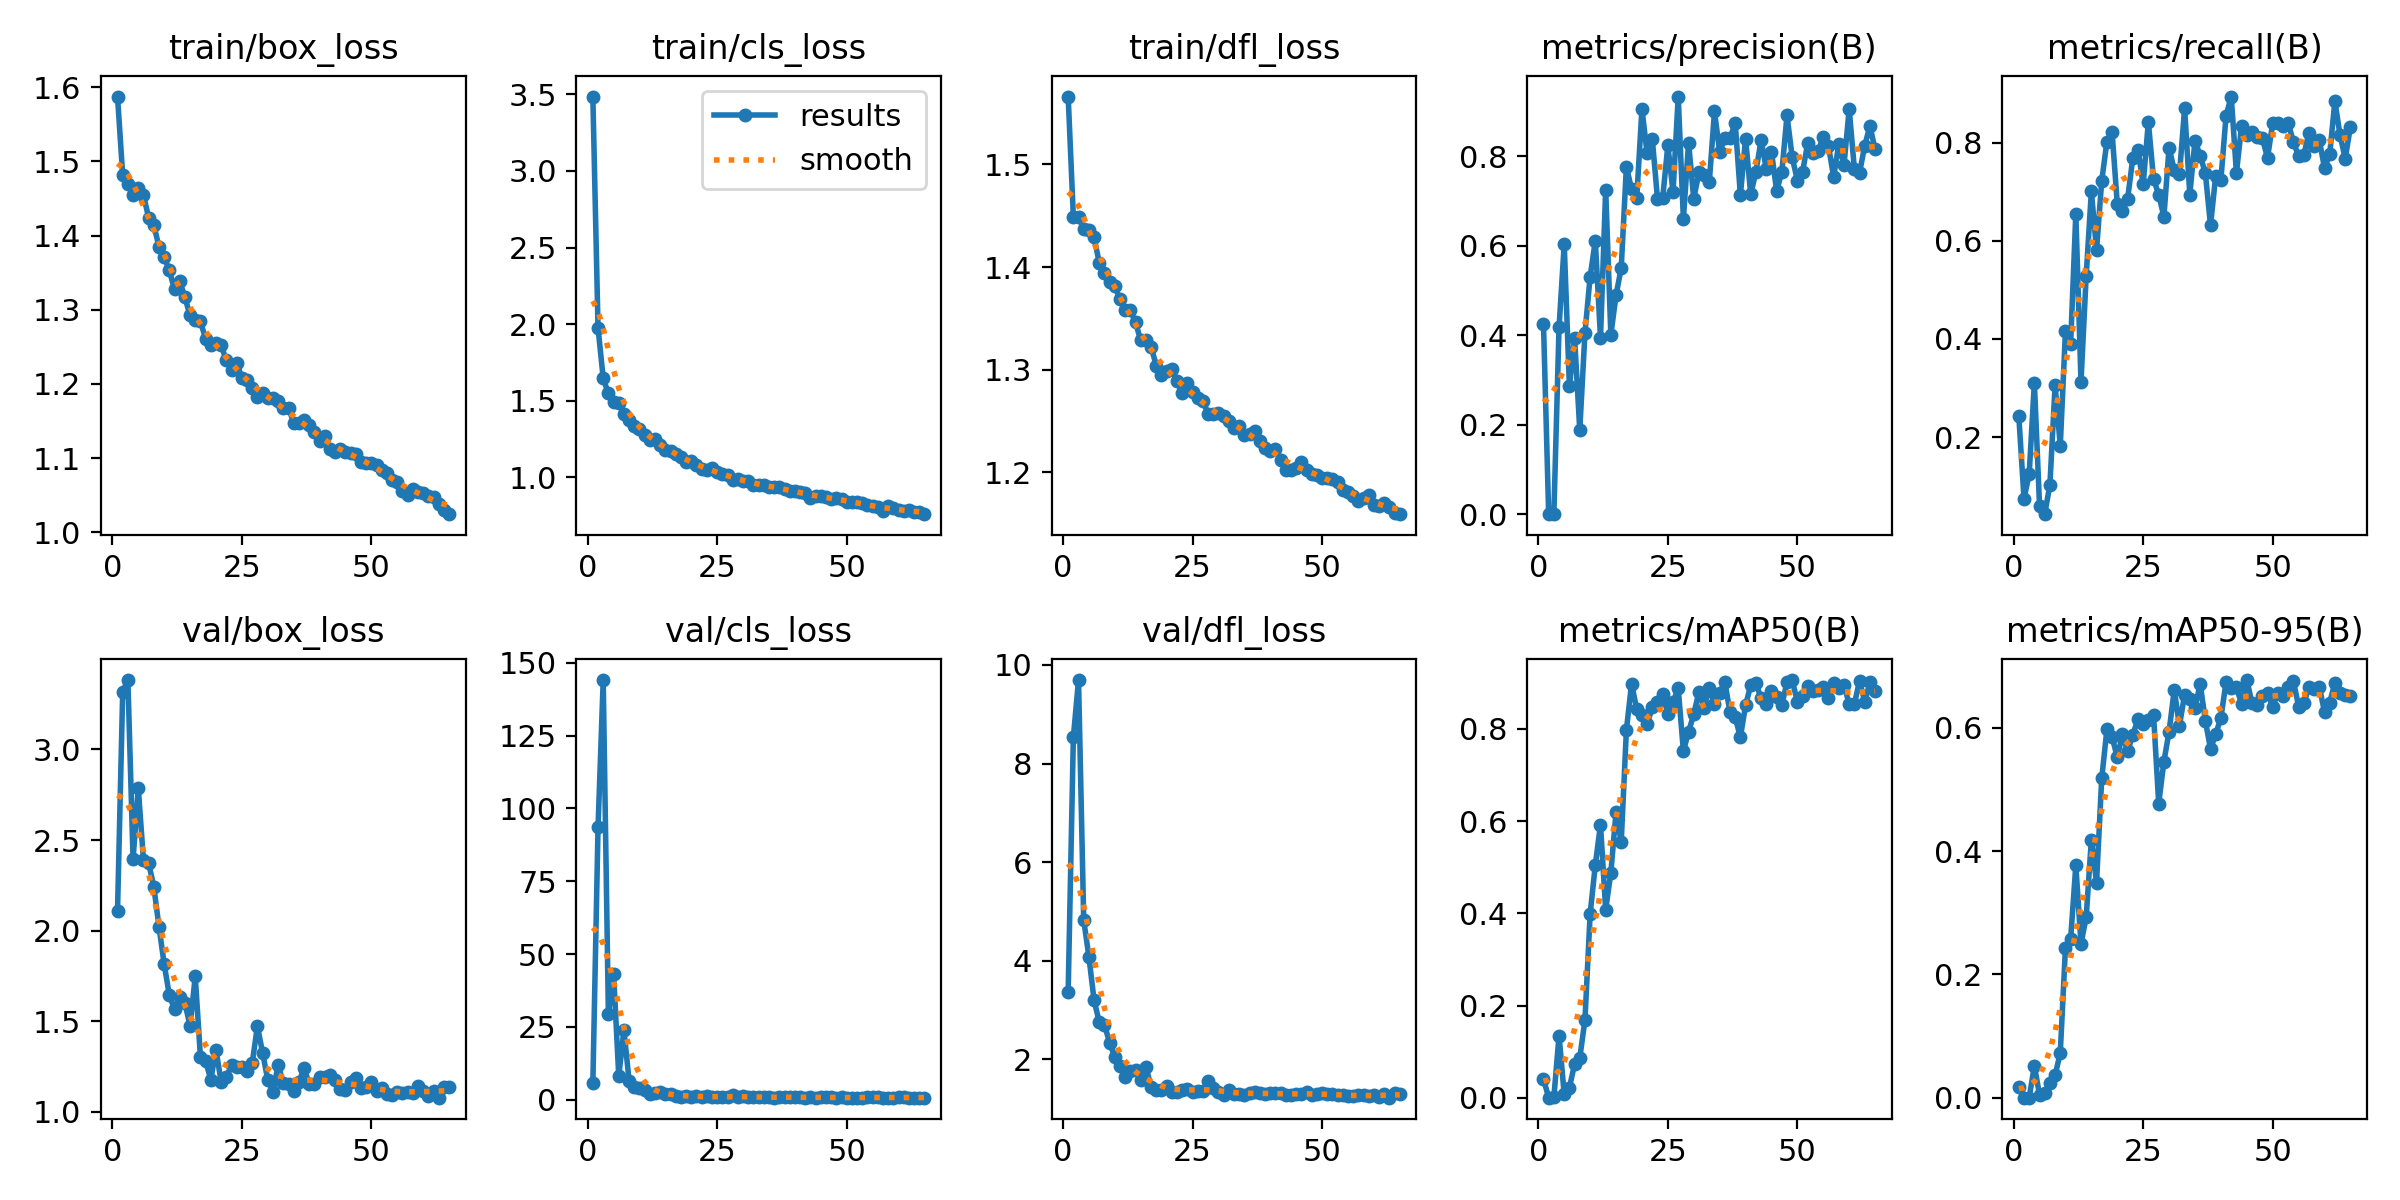 train/box_loss
1.6
1.5
1.4
1.3
1.2
1.1
1.0
0 25 50
train/cls_loss
results
smooth
3.5
3.0
2.5
2.0
1.5
1.0
0 25 50
train/dfl_loss
1.5
1.4
1.3
1.2
0 25 50
metrics/precision(B)
0.8
0.6
0.4
0.2
0.0
0 25 50
metrics/recall(B)
0.8
0.6
0.4
0.2
0 25 50
val/box_loss
3.0
2.5
2.0
1.5
1.0
0 25 50
val/cls_loss
150
125
100
75
50
25
0
0 25 50
val/dfl_loss
10
8
6
4
2
0 25 50
metrics/mAP50(B)
0.8
0.6
0.4
0.2
0.0
0 25 50
metrics/mAP50-95(B)
0.6
0.4
0.2
0.0
0 25 50